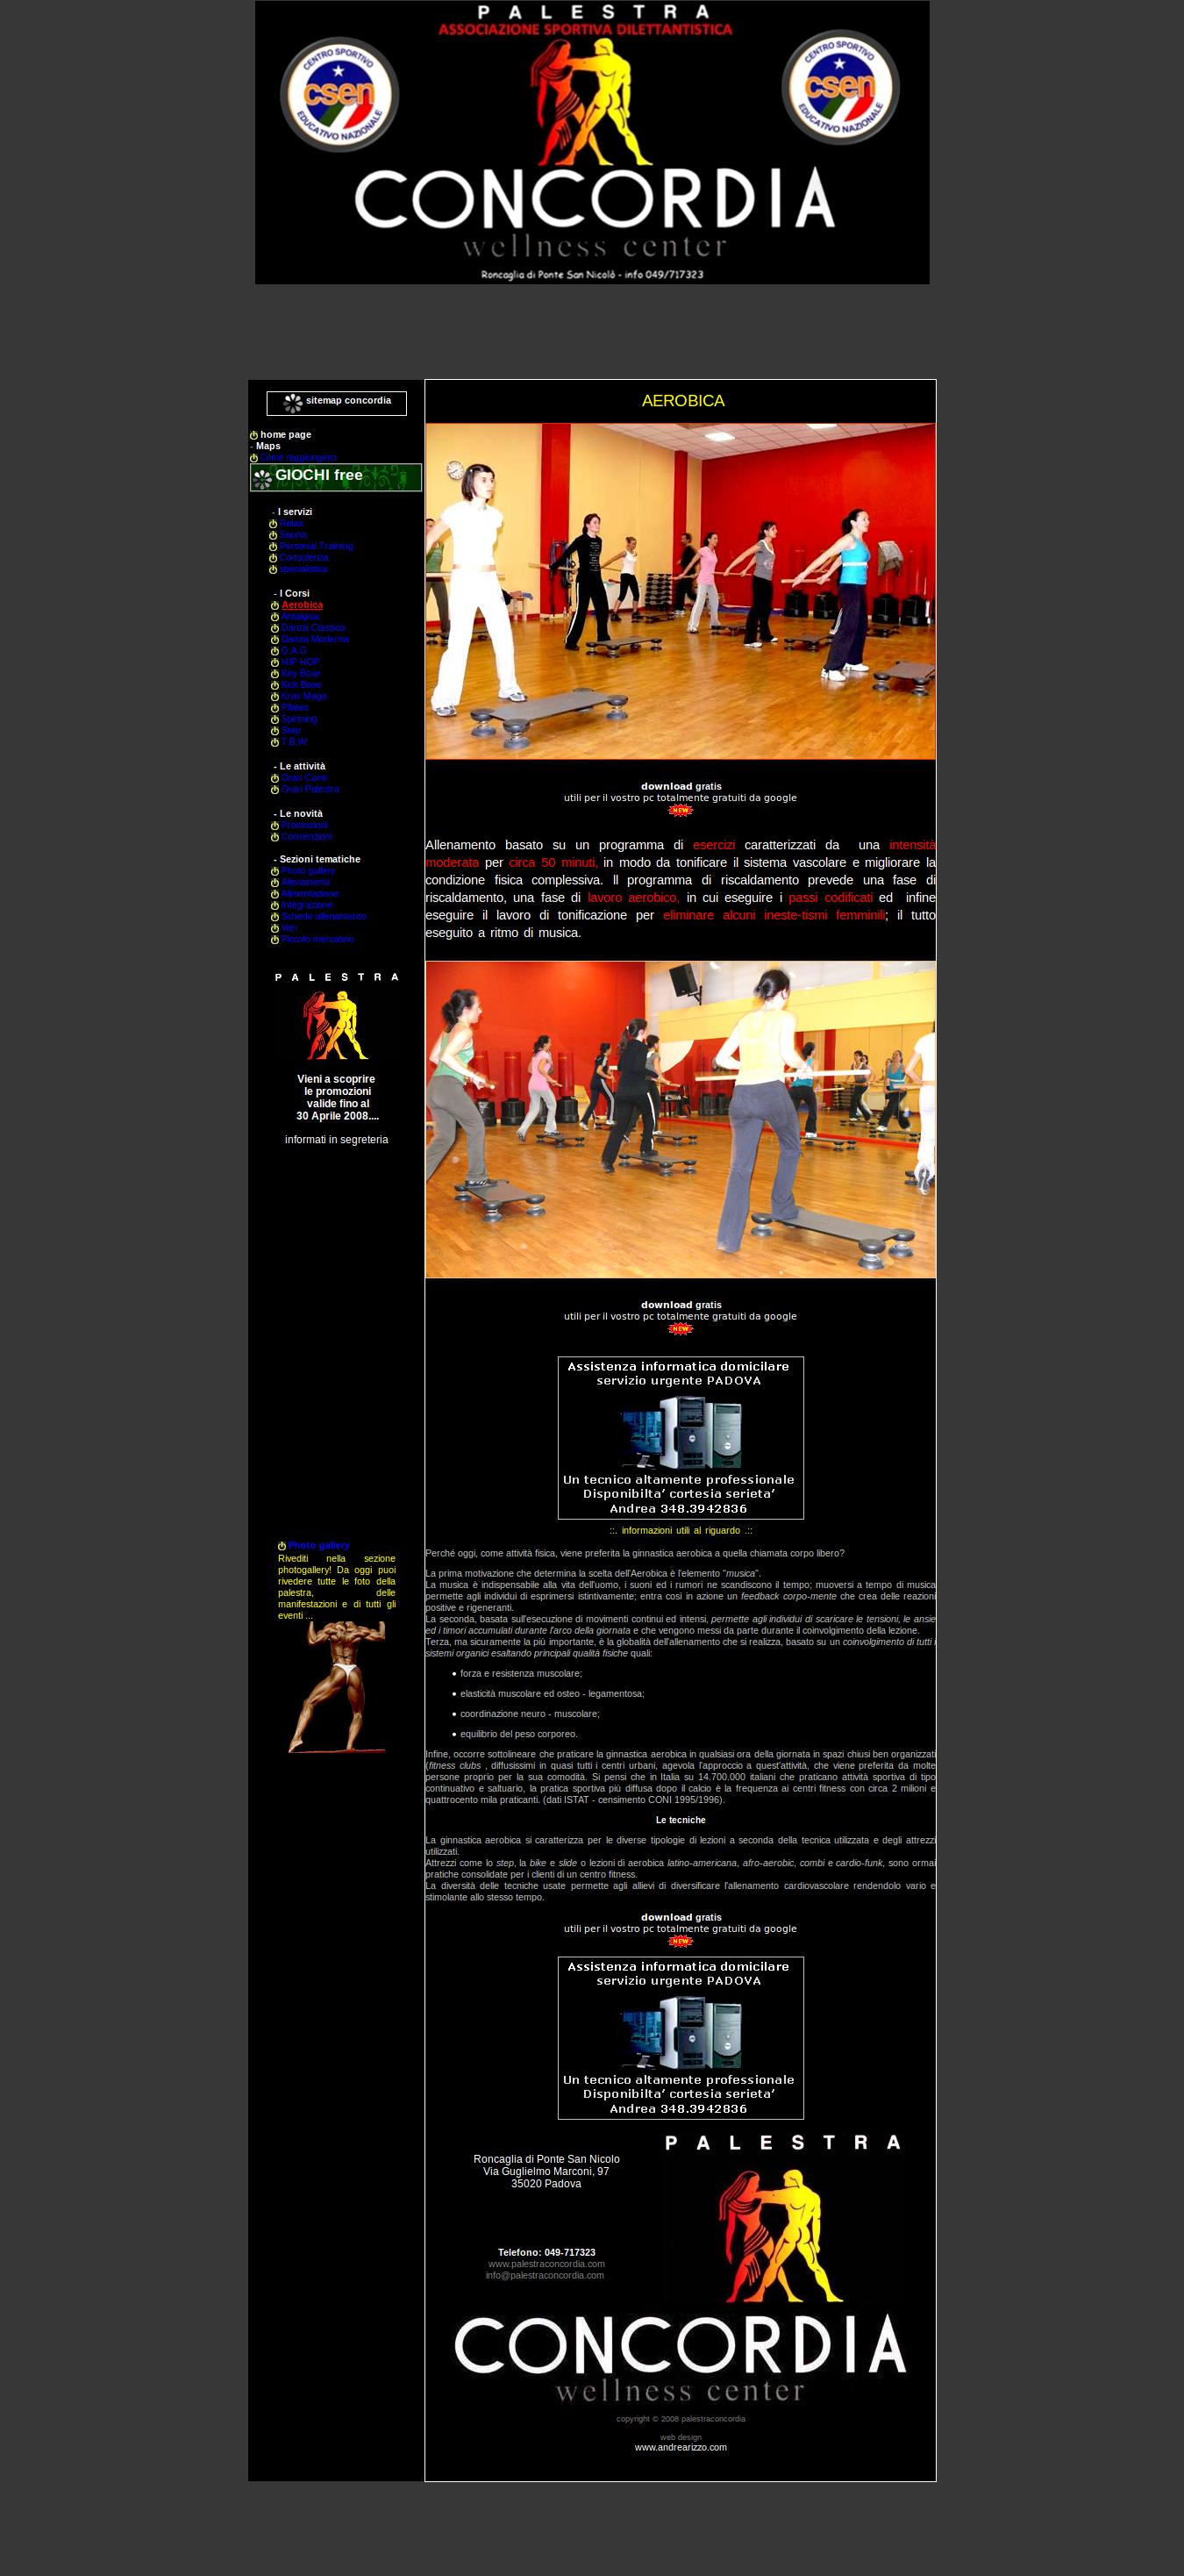 PALESTRA
ASSOCIAZIONE SPORTIVA DILETTANTISTICA
CENTRO SPORTIVO
csen
EDUCATIVO NAZIONALE
CENTRO SPORTIVO
csen
EDUCATIVO NAZIONALE
CONCORDIA
wellness center
Roncaglia di Ponte San Nicolò - info 049/717323
sitemap concordia
home page
- Maps
Come raggiungerci
GIOCHI free
- I servizi
Relax
Sauna
Personal Training
Consulenza
specialistica
- I Corsi
Aerobica
Antalgica
Danza Classica
Danza Moderna
G.A.G.
HIP HOP
Key Boxe
Kick Boxe
Krav Maga
Pilates
Spinning
Step
T.B.W
- Le attività
Orari Corsi
Orari Palestra
- Le novità
Promozioni
Convenzioni
- Sezioni tematiche
Photo gallery
Allenamenti
Alimentazione
Integrazione
Schede allenamento
Vari
Piccolo mercatino
PALESTRA
Vieni a scoprire
le promozioni
valide fino al
30 Aprile 2008....
informati in segreteria
Photo gallery
Rivediti nella sezione
photogallery! Da oggi puoi
rivedere tutte le foto della
palestra, delle
manifestazioni e di tutti gli
eventi ...
AEROBICA
download gratis
utili per il vostro pc totalmente gratuiti da google
NEW
Allenamento basato su un programma di esercizi caratterizzati da una intensità
moderata per circa 50 minuti, in modo da tonificare il sistema vascolare e migliorare la
condizione fisica complessiva. Il programma di riscaldamento prevede una fase di
riscaldamento, una fase di lavoro aerobico, in cui eseguire i passi codificati ed infine
eseguire il lavoro di tonificazione per eliminare alcuni ineste-tismi femminili; il tutto
eseguito a ritmo di musica.
download gratis
utili per il vostro pc totalmente gratuiti da google
NEW
Assistenza informatica domicilare
servizio urgente PADOVA
Un tecnico altamente professionale
Disponibilta' cortesia serieta'
Andrea 348.3942836
::. informazioni utili al riguardo .::
Perché oggi, come attività fisica, viene preferita la ginnastica aerobica a quella chiamata corpo libero?
La prima motivazione che determina la scelta dell'Aerobica è l'elemento "musica".
La musica è indispensabile alla vita dell'uomo, i suoni ed i rumori ne scandiscono il tempo; muoversi a tempo di musica
permette agli individui di esprimersi istintivamente; entra così in azione un feedback corpo-mente che crea delle reazioni
positive e rigeneranti.
La seconda, basata sull'esecuzione di movimenti continui ed intensi, permette agli individui di scaricare le tensioni, le ansie
ed i timori accumulati durante l'arco della giornata e che vengono messi da parte durante il coinvolgimento della lezione.
Terza, ma sicuramente la più importante, è la globalità dell'allenamento che si realizza, basato su un coinvolgimento di tutti i
sistemi organici esaltando principali qualità fisiche quali:
• forza e resistenza muscolare;
• elasticità muscolare ed osteo - legamentosa;
• coordinazione neuro - muscolare;
• equilibrio del peso corporeo.
Infine, occorre sottolineare che praticare la ginnastica aerobica in qualsiasi ora della giornata in spazi chiusi ben organizzati
(fitness clubs , diffusissimi in quasi tutti i centri urbani, agevola l'approccio a quest'attività, che viene preferita da molte
persone proprio per la sua comodità. Si pensi che in Italia su 14.700.000 italiani che praticano attività sportiva di tipo
continuativo e saltuario, la pratica sportiva più diffusa dopo il calcio è la frequenza ai centri fitness con circa 2 milioni e
quattrocento mila praticanti. (dati ISTAT - censimento CONI 1995/1996).
Le tecniche
La ginnastica aerobica si caratterizza per le diverse tipologie di lezioni a seconda della tecnica utilizzata e degli attrezzi
utilizzati.
Attrezzi come lo step, la bike e slide o lezioni di aerobica latino-americana, afro-aerobic, combi e cardio-funk, sono ormai
pratiche consolidate per i clienti di un centro fitness.
La diversità delle tecniche usate permette agli allievi di diversificare l'allenamento cardiovascolare rendendolo vario e
stimolante allo stesso tempo.
download gratis
utili per il vostro pc totalmente gratuiti da google
NEW
Assistenza informatica domicilare
servizio urgente PADOVA
Un tecnico altamente professionale
Disponibilta' cortesia serieta'
Andrea 348.3942836
Roncaglia di Ponte San Nicolo
Via Guglielmo Marconi, 97
35020 Padova
Telefono: 049-717323
www.palestraconcordia.com
info@palestraconcordia.com
PALESTRA
CONCORDIA
wellness center
copyright © 2008 palestraconcordia
web design
www.andrearizzo.com